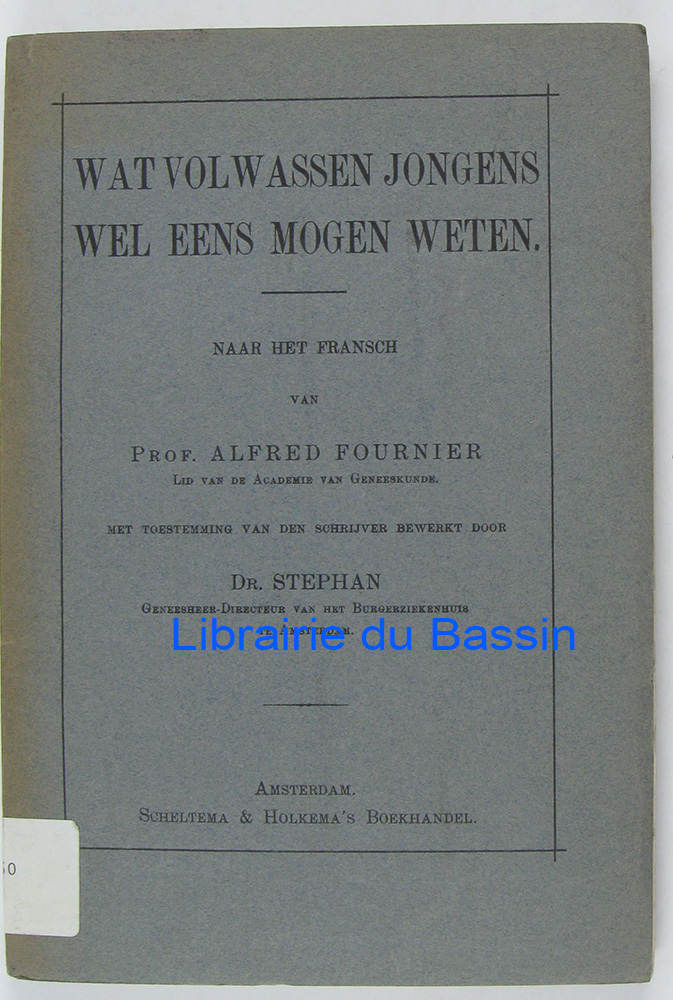 WAT VOLWASSEN JONGENS
WEL EENS MOGEN WETEN.
NAAR HET FRANSCH
VAN
PROF. ALFRED FOURNIER
LID VAN DE ACADEMIE VAN GENEESKUNDE.
MET TOESTEMMING VAN DEN SCHRIJVER BEWERKT DOOR
DR. STEPHAN
GENEESHEER-DIRECTEUR VAN HET BURGERZIEKENHUIS
TE AMSTERDAM.
Librairie du Bassin
AMSTERDAM.
SCHELTEMA & HOLKEMA'S BOEKHANDEL.